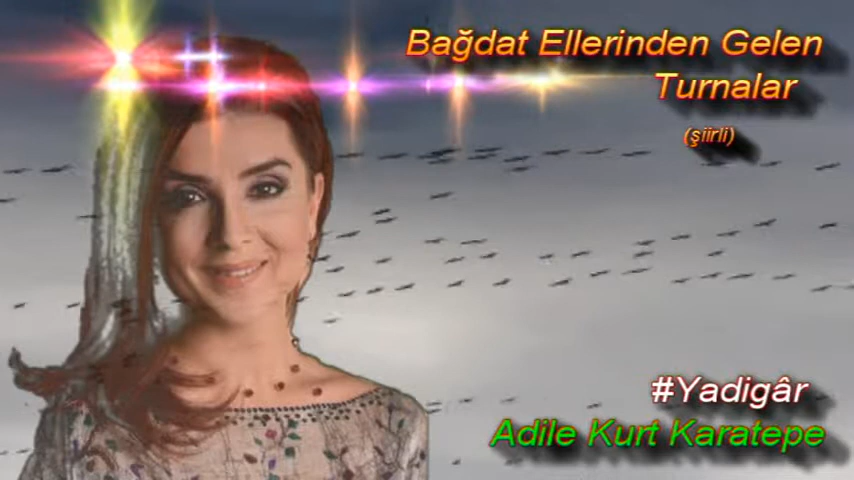 Bağdat Ellerinden Gelen
Turnalar
(şiirli)
#Yadigâr
Adile Kurt Karatepe